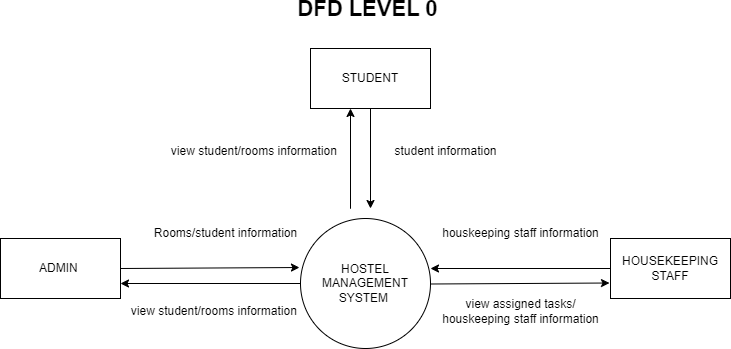 DFD LEVEL 0
STUDENT
view student/rooms information
student information
Rooms/student information
houskeeping staff information
ADMIN
HOSTEL
MANAGEMENT
SYSTEM
HOUSEKEEPING
STAFF
view student/rooms information
view assigned tasks/
houskeeping staff information